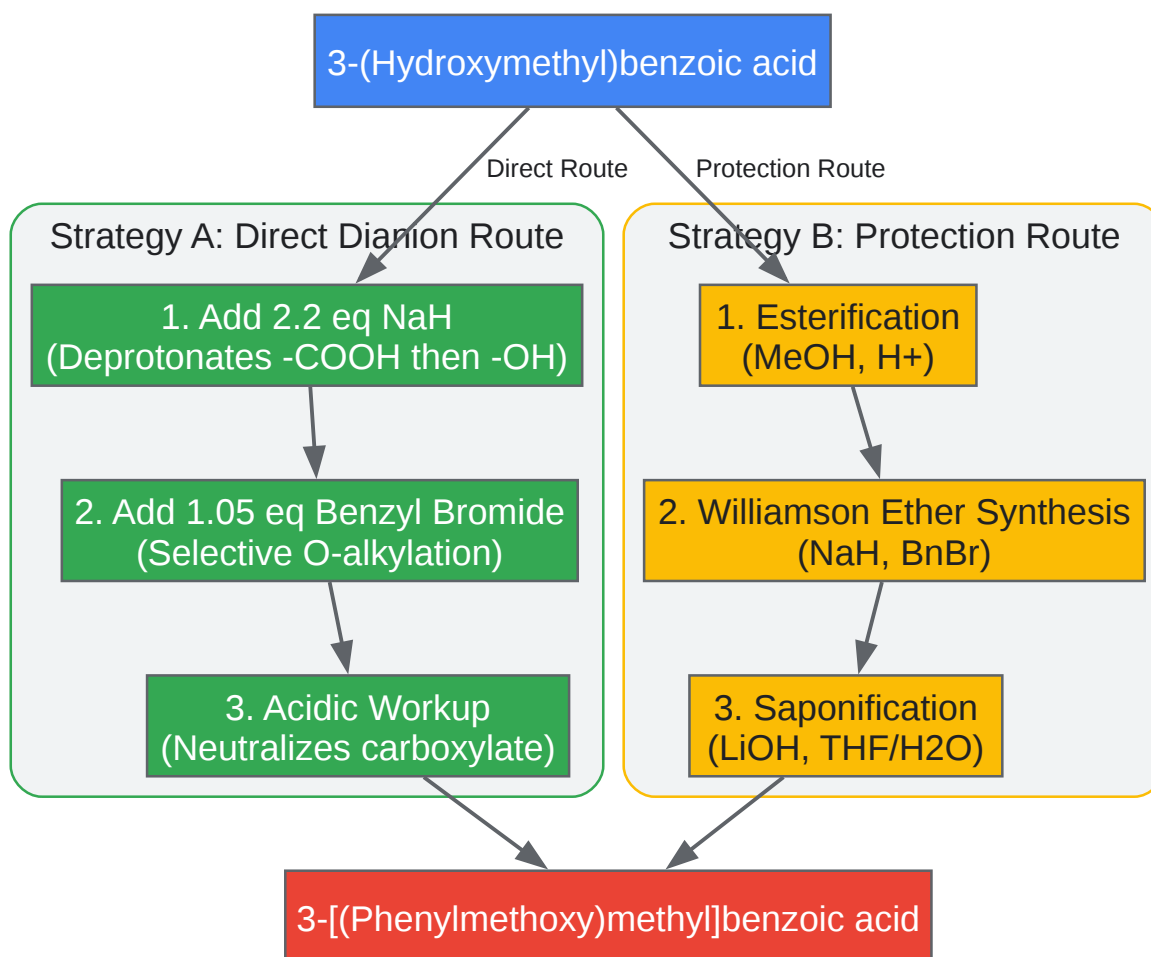 3-(Hydroxymethyl)benzoic acid
Direct Route
Protection Route
Strategy A: Direct Dianion Route
1. Add 2.2 eq NaH
(Deprotonates -COOH then -OH)
2. Add 1.05 eq Benzyl Bromide
(Selective O-alkylation)
3. Acidic Workup
(Neutralizes carboxylate)
Strategy B: Protection Route
1. Esterification
(MeOH, H+)
2. Williamson Ether Synthesis
(NaH, BnBr)
3. Saponification
(LiOH, THF/H2O)
3-[(Phenylmethoxy)methyl]benzoic acid